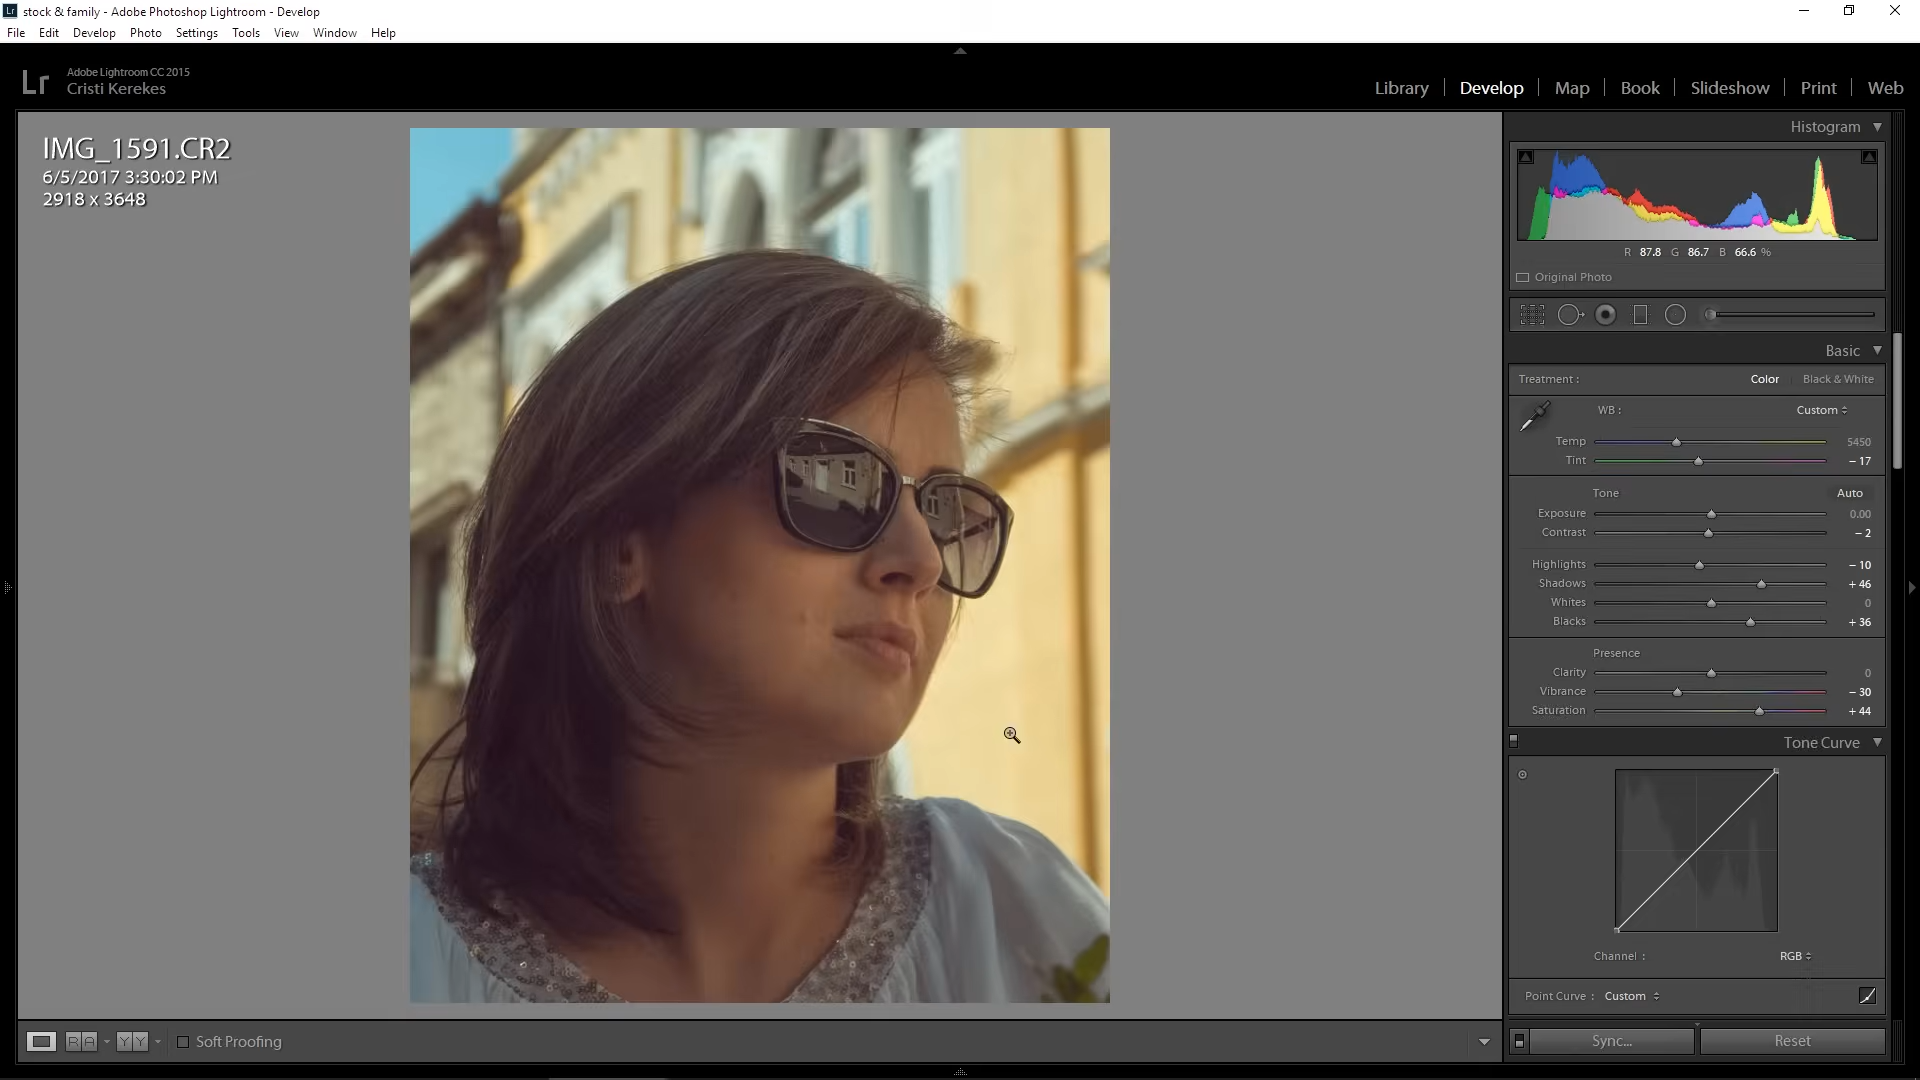 stock & family - Adobe Photoshop Lightroom - Develop
File Edit Develop Photo Settings Tools View Window Help
Lr
Adobe Lightroom CC 2015
Cristi Kerekes
Library Develop Map Book Slideshow Print Web
IMG_1591.CR2
6/5/2017 3:30:02 PM
2918 x 3648
Histogram
R 87.8 G 86.7 B 66.6 %
Original Photo
Basic
Treatment : Color Black & White
WB : Custom
Temp 5450
Tint – 17
Tone Auto
Exposure 0.00
Contrast – 2
Highlights – 10
Shadows + 46
Whites 0
Blacks + 36
Presence
Clarity 0
Vibrance – 30
Saturation + 44
Tone Curve
Channel : RGB
Point Curve : Custom
R A Y Y Soft Proofing
Sync... Reset